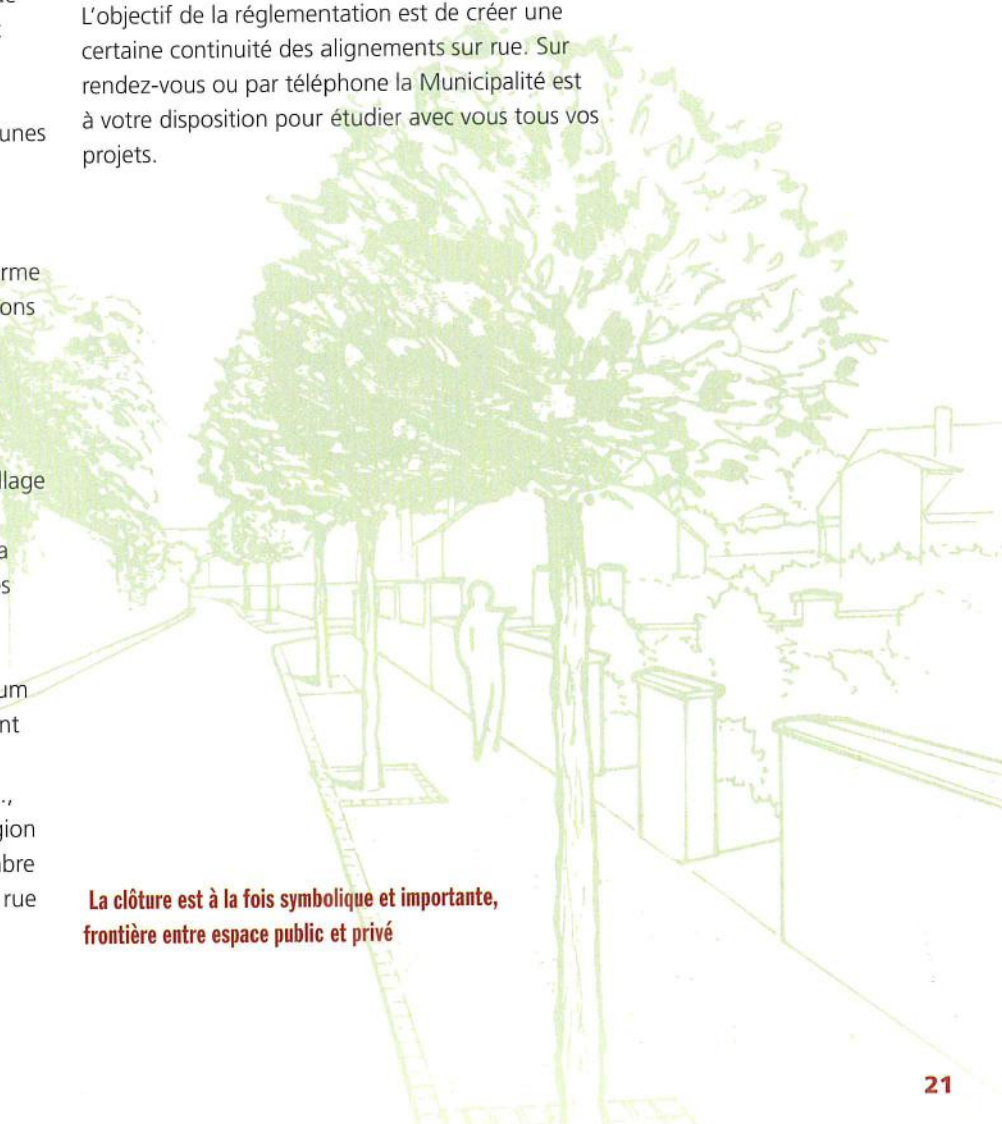 L'objectif de la réglementation est de créer une
certaine continuité des alignements sur rue. Sur
rendez-vous ou par téléphone la Municipalité est
à votre disposition pour étudier avec vous tous vos
projets.
rue
La clôture est à la fois symbolique et importante,
frontière entre espace public et privé
21